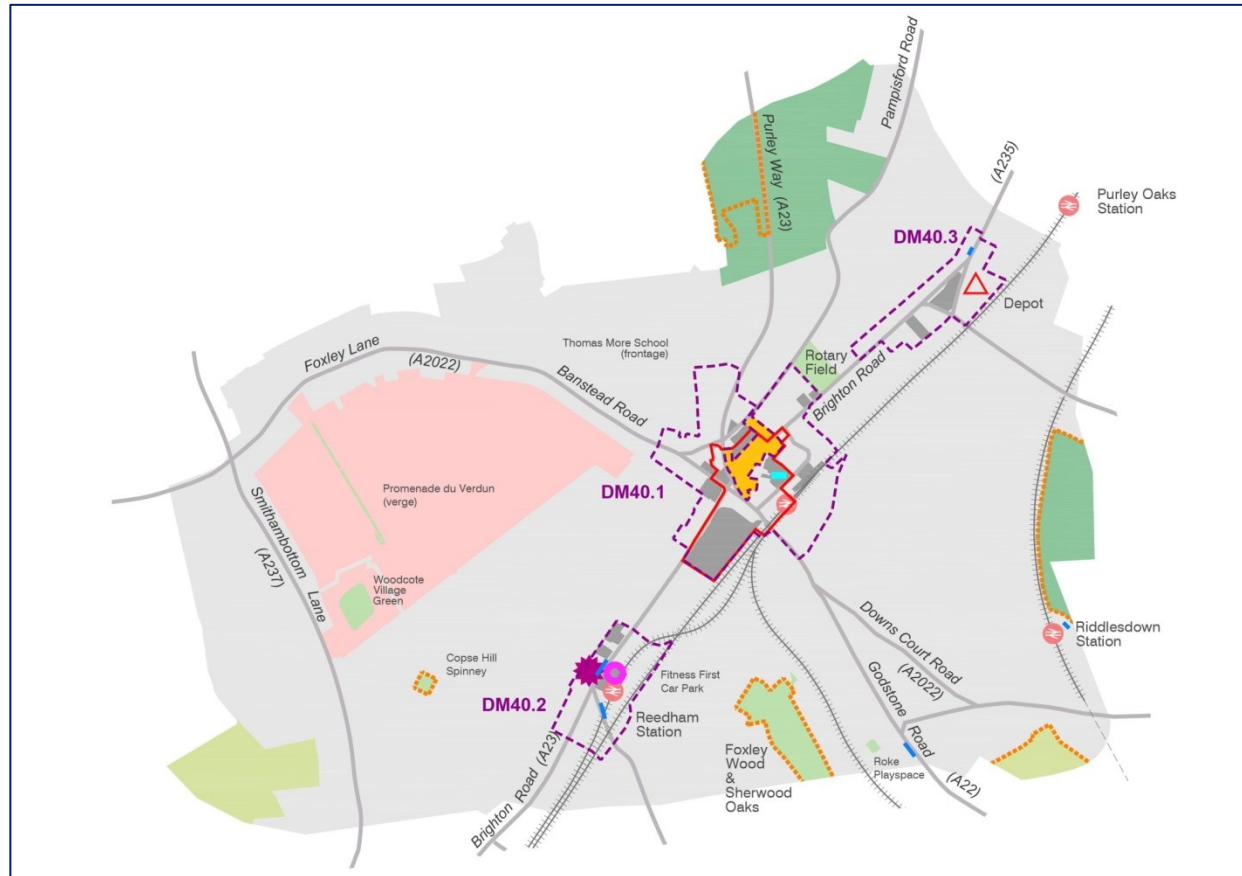 Pampisford Road
Purley Way (A23)
(A235)
Purley Oaks
Station
DM40.3
Depot
Thomas More School
(frontage)
Rotary
Field
Brighton Road
Foxley Lane
(A2022)
Banstead Road
DM40.1
Promenade du Verdun
(verge)
Smithambottom
Lane
(A237)
Woodcote
Village
Green
Riddlesdown
Station
Downs Court Road
(A2022)
Godstone
Road
(A22)
Copse Hill
Spinney
Fitness First
Car Park
DM40.2
Reedham
Station
Foxley
Wood
&
Sherwood
Oaks
Roke
Playspace
Brighton Road (A23)